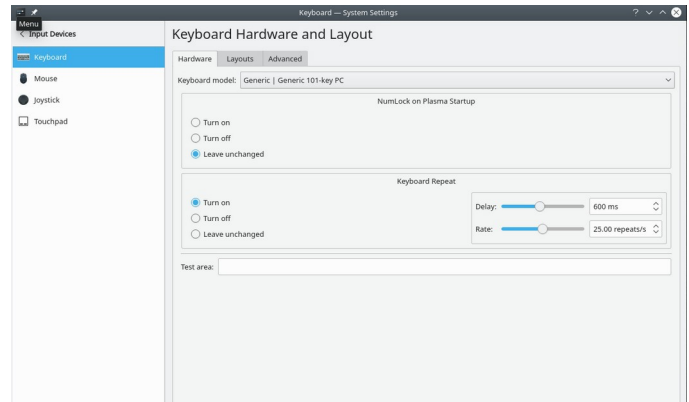 Keyboard — System Settings
Menu
Input Devices
Keyboard Hardware and Layout
Keyboard
Mouse
Joystick
Touchpad
Hardware Layouts Advanced
Keyboard model: Generic | Generic 101-key PC
NumLock on Plasma Startup
Turn on
Turn off
Leave unchanged
Keyboard Repeat
Turn on
Turn off
Leave unchanged
Delay: 600 ms
Rate: 25.00 repeats/s
Test area: